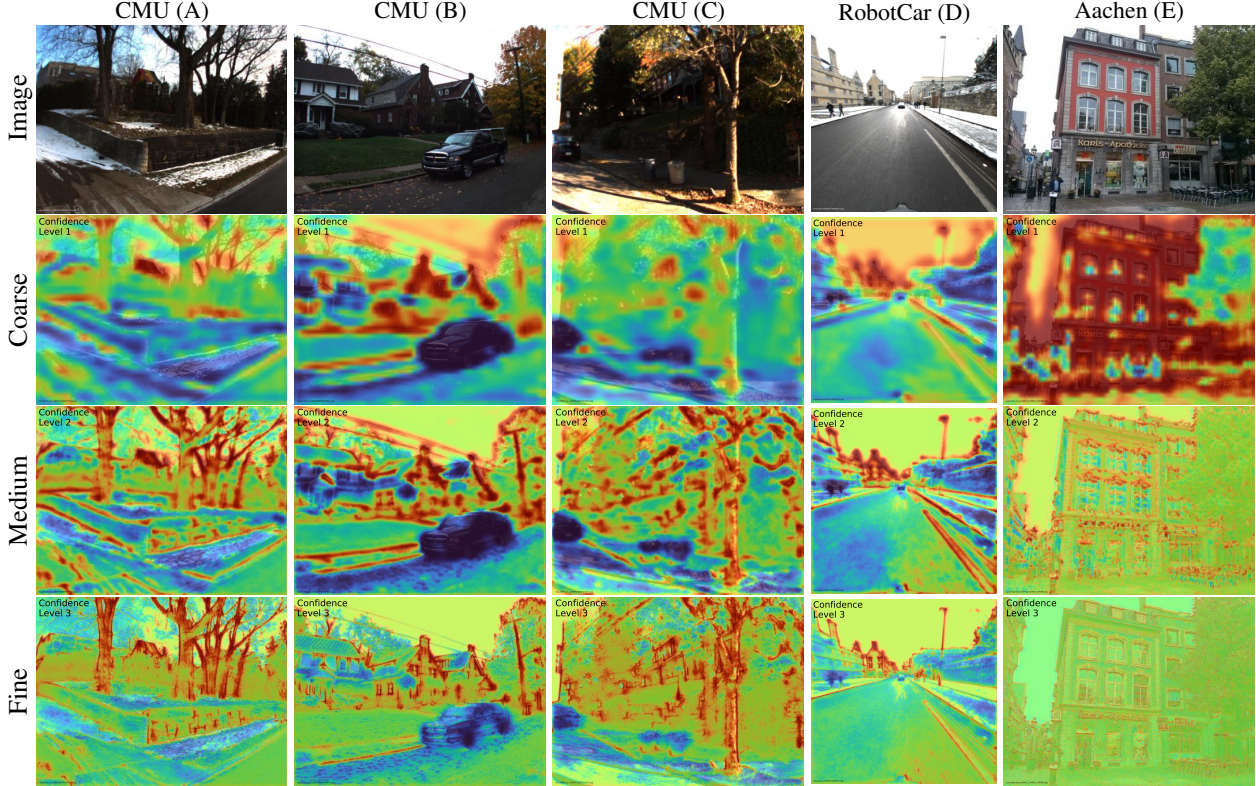 CMU (A)
CMU (B)
CMU (C)
RobotCar (D)
Aachen (E)
Image
Karls-Apotheke
Coarse
Confidence
Level 1
Confidence
Level 1
Confidence
Level 1
Confidence
Level 1
Confidence
Level 1
Medium
Confidence
Level 2
Confidence
Level 2
Confidence
Level 2
Confidence
Level 2
Confidence
Level 2
Fine
Confidence
Level 3
Confidence
Level 3
Confidence
Level 3
Confidence
Level 3
Confidence
Level 3